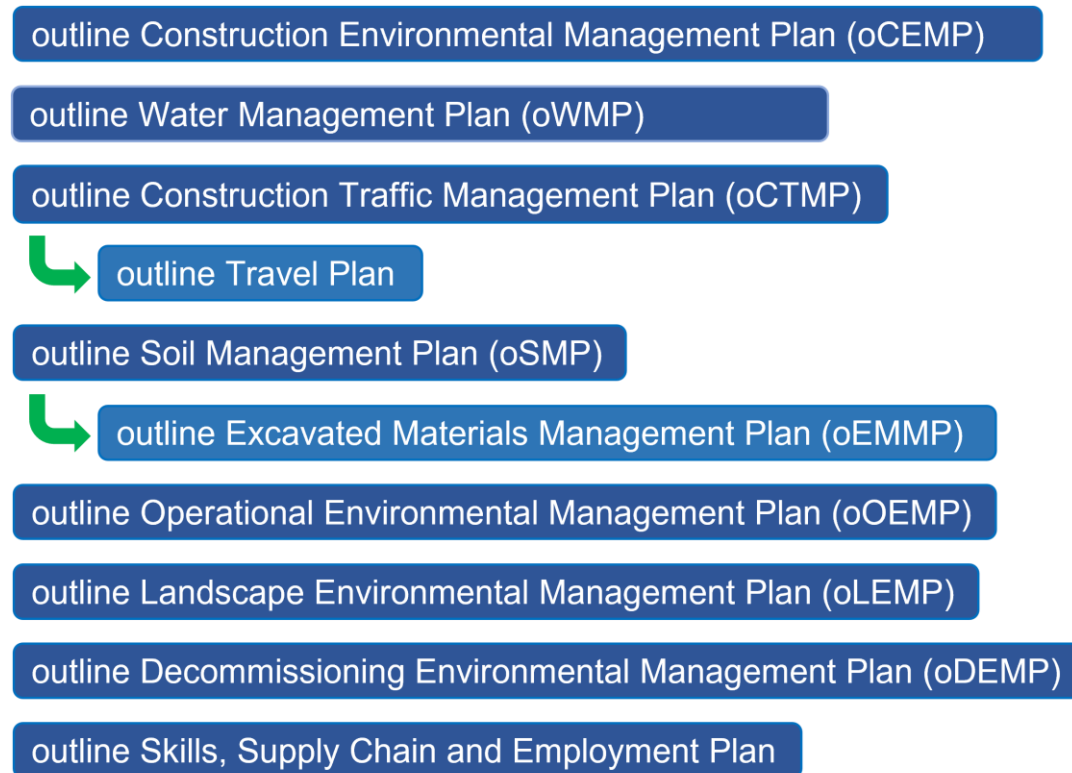 outline Construction Environmental Management Plan (oCEMP)
outline Water Management Plan (oWMP)
outline Construction Traffic Management Plan (oCTMP)
outline Travel Plan
outline Soil Management Plan (oSMP)
outline Excavated Materials Management Plan (oEMMP)
outline Operational Environmental Management Plan (oOEMP)
outline Landscape Environmental Management Plan (oLEMP)
outline Decommissioning Environmental Management Plan (oDEMP)
outline Skills, Supply Chain and Employment Plan